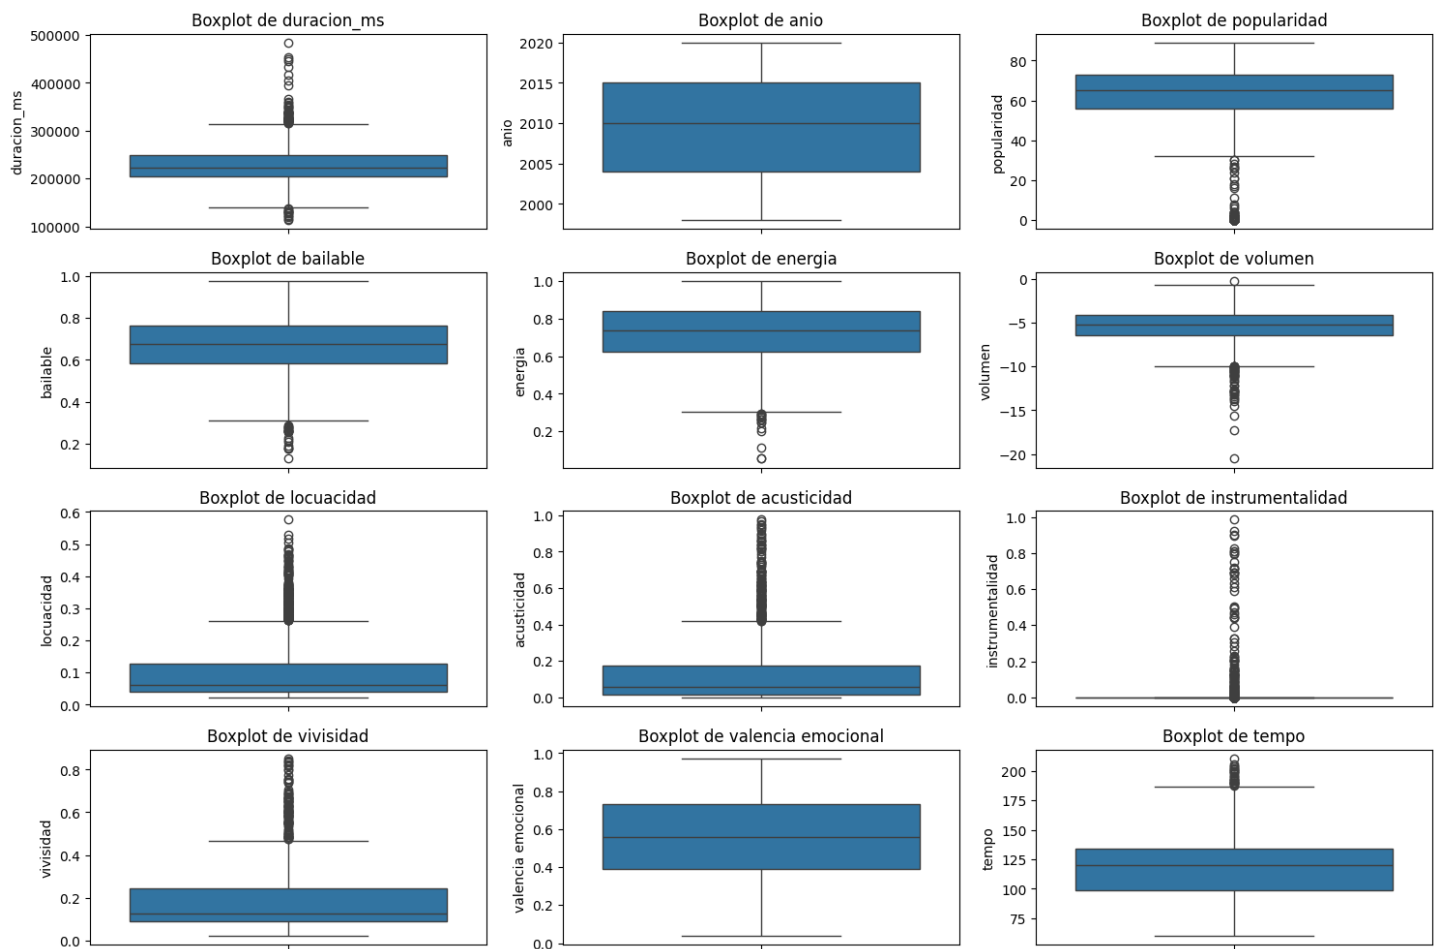 Boxplot de duracion_ms
500000
400000
300000
200000
100000
duracion_ms
Boxplot de anio
2020
2015
2010
2005
2000
anio
Boxplot de popularidad
80
60
40
20
0
popularidad
Boxplot de bailable
1.0
0.8
0.6
0.4
0.2
bailable
Boxplot de energia
1.0
0.8
0.6
0.4
0.2
energia
Boxplot de volumen
0
−5
−10
−15
−20
volumen
Boxplot de locuacidad
0.6
0.5
0.4
0.3
0.2
0.1
0.0
locuacidad
Boxplot de acusticidad
1.0
0.8
0.6
0.4
0.2
0.0
acusticidad
Boxplot de instrumentalidad
1.0
0.8
0.6
0.4
0.2
0.0
instrumentalidad
Boxplot de vivisidad
0.8
0.6
0.4
0.2
0.0
vivisidad
Boxplot de valencia emocional
1.0
0.8
0.6
0.4
0.2
0.0
valencia emocional
Boxplot de tempo
200
175
150
125
100
75
tempo